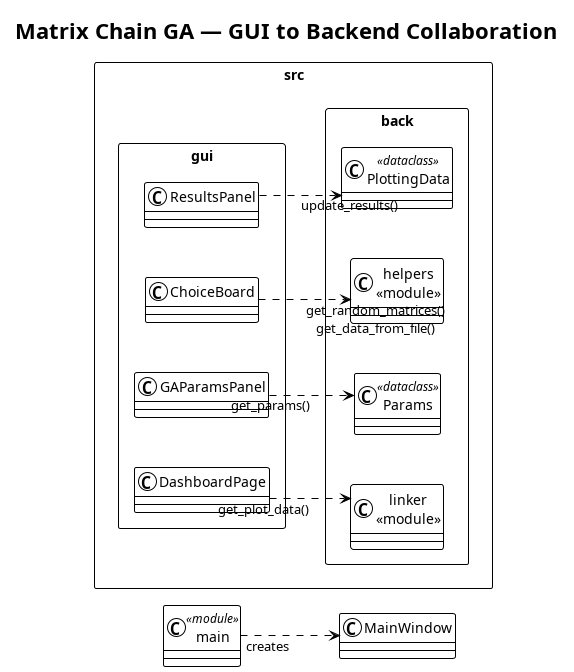 Matrix Chain GA — GUI to Backend Collaboration
src
back
gui
C ResultsPanel
update_results()
C «dataclass»
PlottingData
C ChoiceBoard
get_random_matrices()
get_data_from_file()
C helpers
«module»
C GAParamsPanel
get_params()
C «dataclass»
Params
C DashboardPage
get_plot_data()
C linker
«module»
C «module»
main
creates
C MainWindow